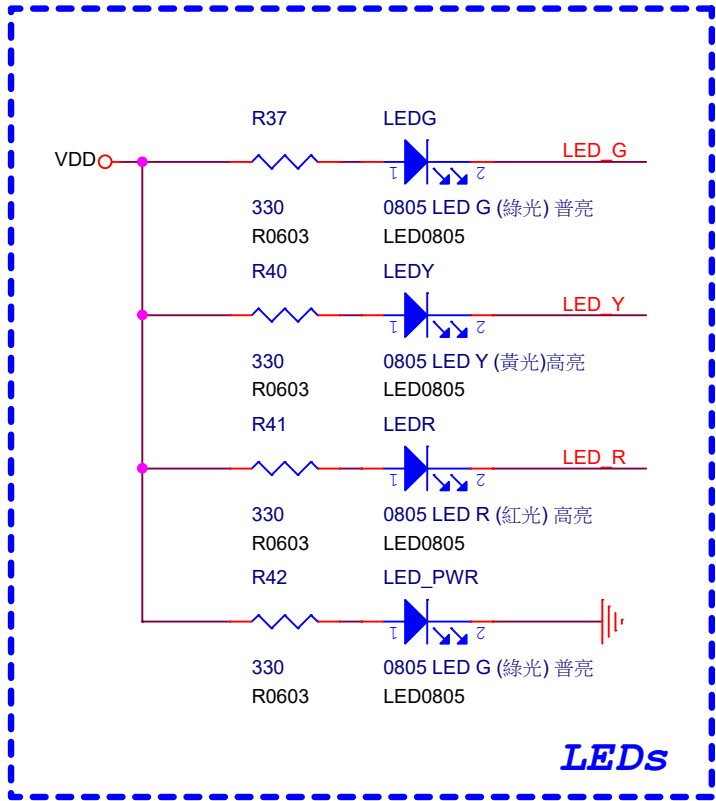 R37 LEDG
VDD LED_G
1 2
330 0805 LED G (綠光) 普亮
R0603 LED0805
R40 LEDY
LED_Y
1 2
330 0805 LED Y (黃光)高亮
R0603 LED0805
R41 LEDR
LED_R
1 2
330 0805 LED R (紅光) 高亮
R0603 LED0805
R42 LED_PWR
1 2
330 0805 LED G (綠光) 普亮
R0603 LED0805
LEDs